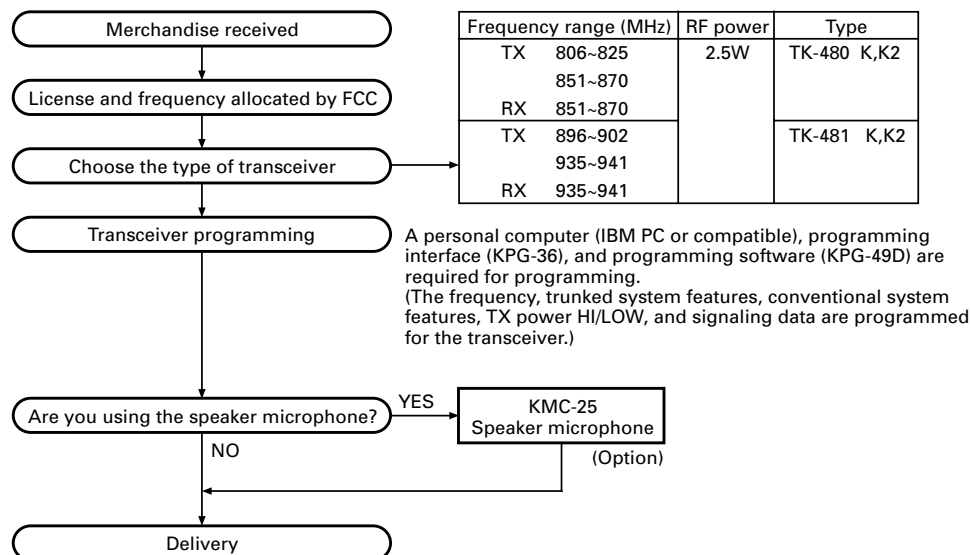 Merchandise received
License and frequency allocated by FCC
Choose the type of transceiver
Frequency range (MHz) RF power Type
TX 806~825 2.5W TK-480 K,K2
851~870
RX 851~870
TX 896~902 TK-481 K,K2
935~941
RX 935~941
Transceiver programming
A personal computer (IBM PC or compatible), programming
interface (KPG-36), and programming software (KPG-49D) are
required for programming.
(The frequency, trunked system features, conventional system
features, TX power HI/LOW, and signaling data are programmed
for the transceiver.)
Are you using the speaker microphone?
YES
KMC-25
Speaker microphone
(Option)
NO
Delivery